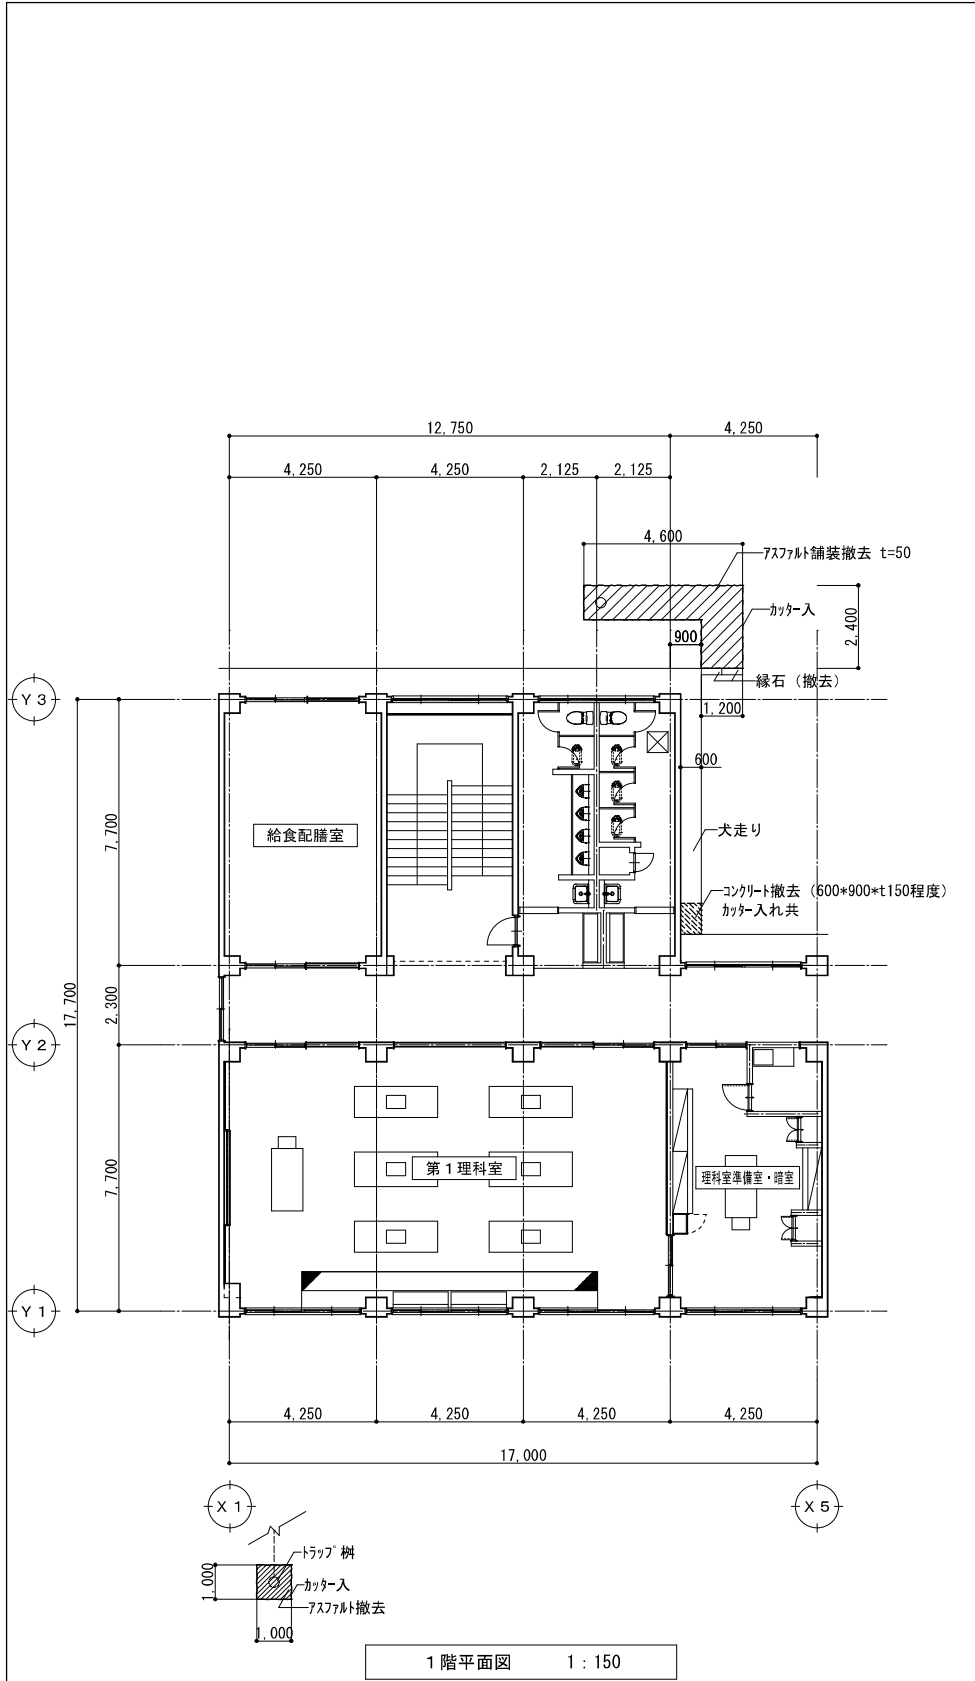 12,750
4,250
4,250
4,250
2,125
2,125
4,600
アスファルト舗装撤去 t=50
カッター入
2,400
900
縁石（撤去）
1,200
Y 3
600
7,700
給食配膳室
犬走り
コンクリート撤去（600*900*t150程度）
カッター入れ共
17,700
2,300
Y 2
7,700
第１理科室
理科室準備室・暗室
Y 1
4,250
4,250
4,250
4,250
17,000
X 1
X 5
トラップ桝
1,000
カッター入
アスファルト撤去
1,000
１階平面図 1 : 150